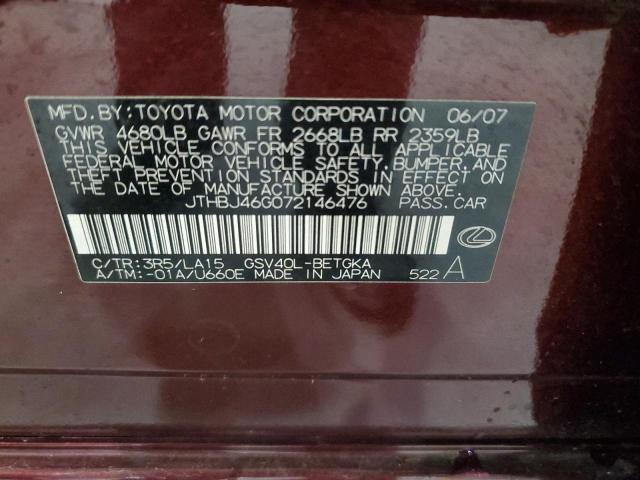 MFD.BY:TOYOTA MOTOR CORPORATION 06/07
GVWR 4680LB GAWR FR 2668LB RR 2359LB
THIS VEHICLE CONFORMS TO ALL APPLICABLE
FEDERAL MOTOR VEHICLE SAFETY,BUMPER,AND
THEFT PREVENTION STANDARDS IN EFFECT ON
THE DATE OF MANUFACTURE SHOWN ABOVE.
JTHBJ46G072146476 PASS.CAR
C/TR:3R5/LA15 GSV40L-BETGKA
A/TM:-01A/U660E MADE IN JAPAN 522 A